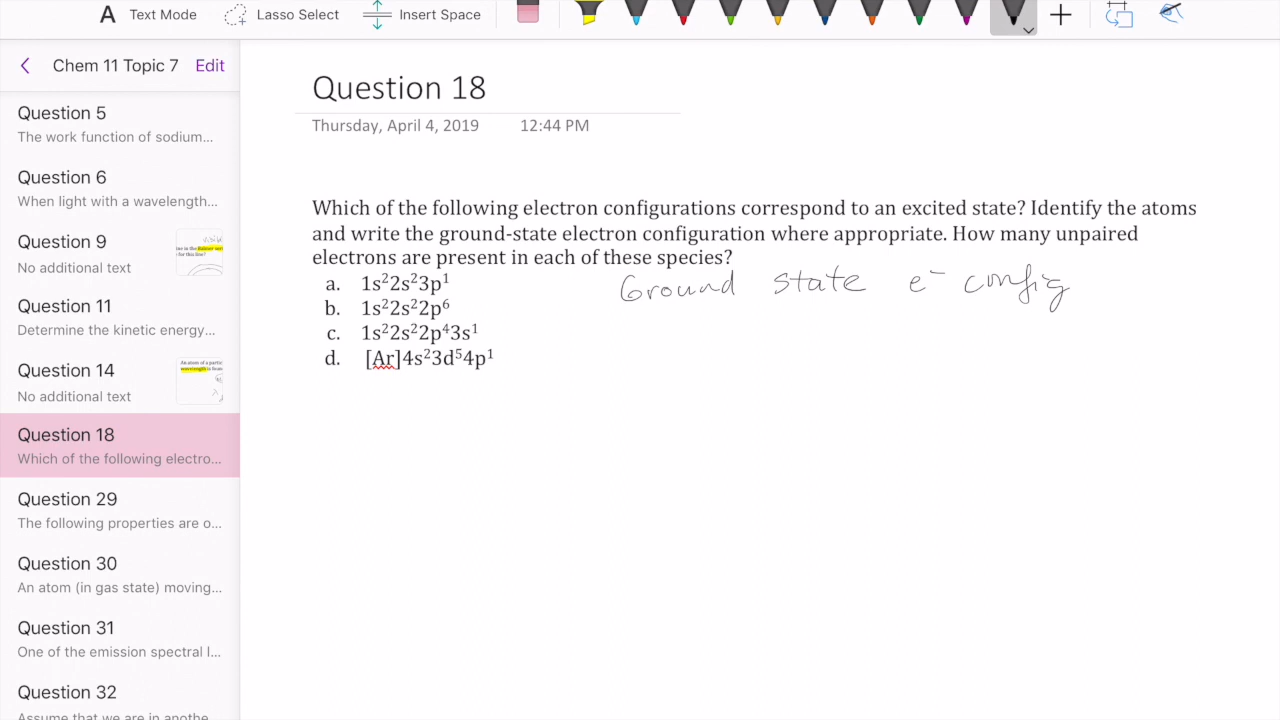 Text Mode Lasso Select Insert Space
Chem 11 Topic 7 Edit
Question 5
The work function of sodium...
Question 6
When light with a wavelength...
Question 9
No additional text
Question 11
Determine the kinetic energy...
Question 14
No additional text
Question 18
Which of the following electro...
Question 29
The following properties are o...
Question 30
An atom (in gas state) moving...
Question 31
One of the emission spectral l...
Question 32
Assume that we are in anothe
Question 18
Thursday, April 4, 2019 12:44 PM
Which of the following electron configurations correspond to an excited state? Identify the atoms
and write the ground-state electron configuration where appropriate. How many unpaired
electrons are present in each of these species?
a. 1s²2s²3p¹
b. 1s²2s²2p⁶
c. 1s²2s²2p⁴3s¹
d. [Ar]4s²3d⁵4p¹
Ground state e⁻ config